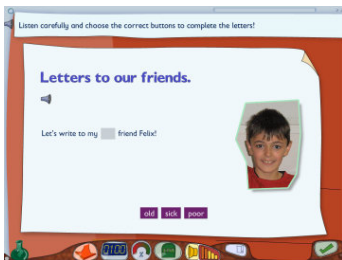 Listen carefully and choose the correct buttons to complete the letters!
Letters to our friends.
Let's write to my friend Felix!
old sick poor